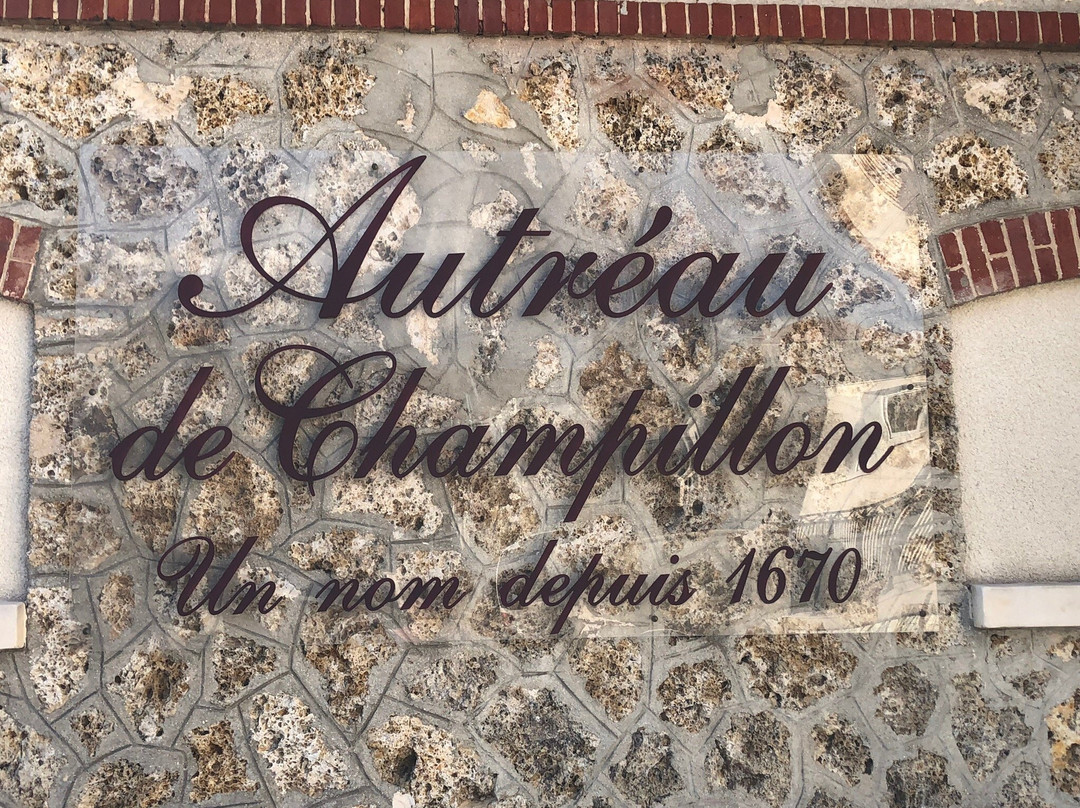 Autréau
de Champillon
Un nom depuis 1670